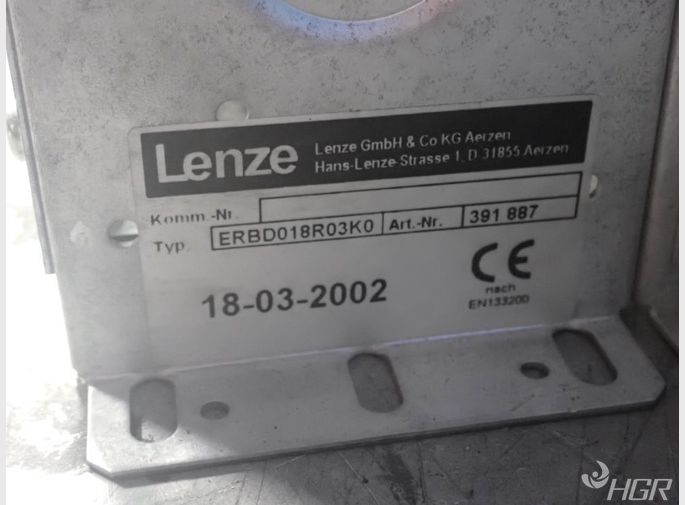 Lenze
Lenze GmbH & Co KG Aerzen
Hans-Lenze-Strasse 1, D 31855 Aerzen
Komm.-Nr.
Typ ERBD018R03K0 Art.-Nr. 391 887
18-03-2002
CE
nach
EN133200
HGR